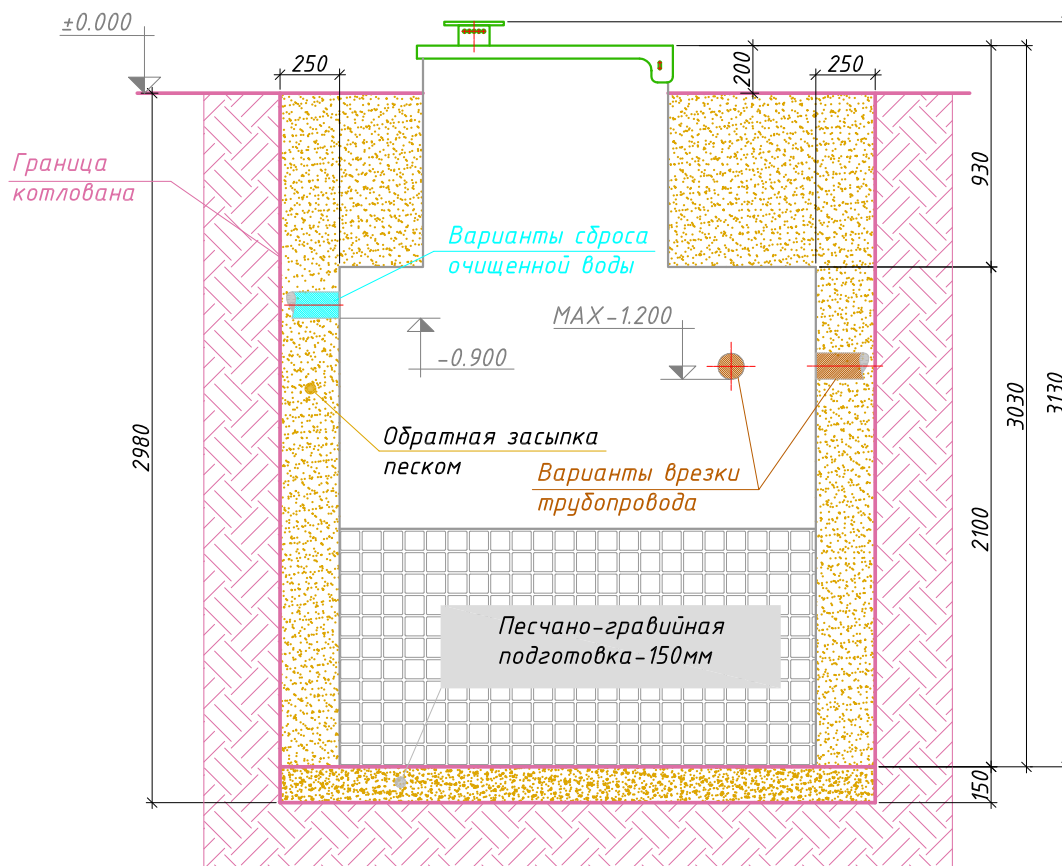 ±0.000
250
200
250
Граница
котлована
930
Варианты сброса
очищенной воды
MAX-1.200
-0.900
2980
3030
3130
Обратная засыпка
песком
Варианты врезки
трубопровода
2100
Песчано-гравийная
подготовка-150мм
150